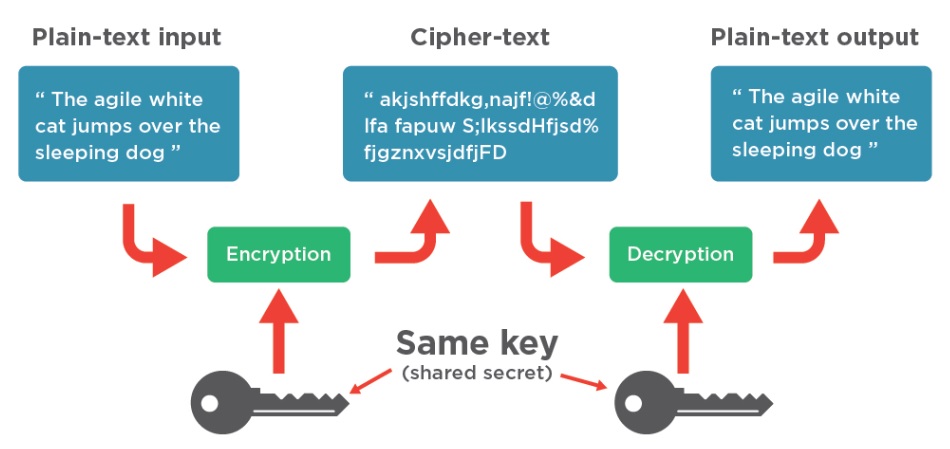 Plain-text input
Cipher-text
Plain-text output
“ The agile white
cat jumps over the
sleeping dog ”
“ akjshffdkg,najf!@%&d
lfa fapuw S;lkssdHfjsd%
fjgznxvsjdfjFD
“ The agile white
cat jumps over the
sleeping dog ”
Encryption
Decryption
Same key
(shared secret)